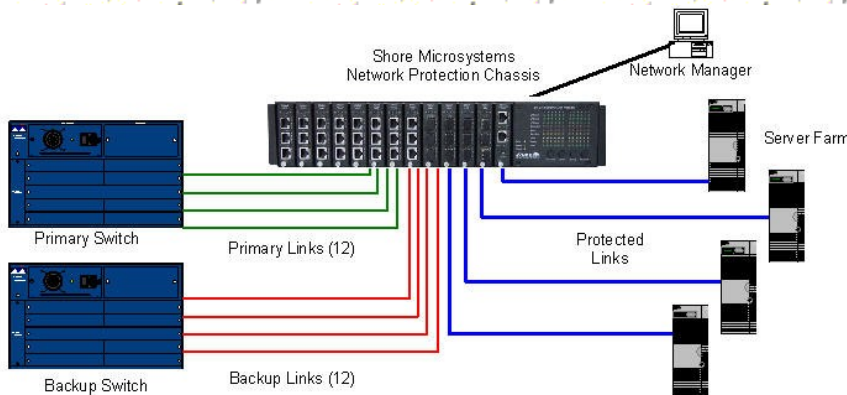 Shore Microsystems
Network Protection Chassis
Network Manager
Server Farm
Primary Switch
Primary Links (12)
Protected
Links
Backup Switch
Backup Links (12)